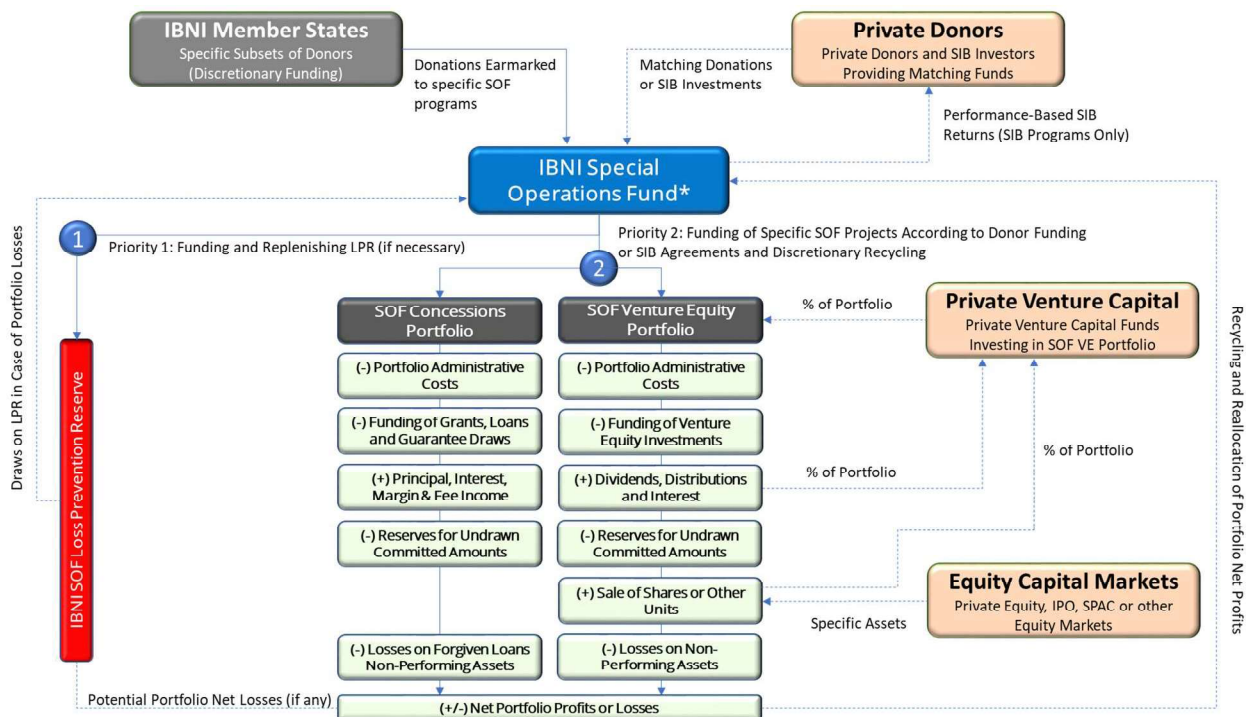 IBNI Member States
Specific Subsets of Donors
(Discretionary Funding)
Donations Earmarked
to specific SOF
programs
Matching Donations
or SIB Investments
Private Donors
Private Donors and SIB Investors
Providing Matching Funds
Performance-Based SIB
Returns (SIB Programs Only)
IBNI Special
Operations Fund*
1
Priority 1: Funding and Replenishing LPR (if necessary)
Priority 2: Funding of Specific SOF Projects According to Donor Funding
or SIB Agreements and Discretionary Recycling
2
Draws on LPR in Case of Portfolio Losses
IBNI SOF Loss Prevention Reserve
SOF Concessions
Portfolio
(-) Portfolio Administrative
Costs
(-) Funding of Grants, Loans
and Guarantee Draws
(+) Principal, Interest,
Margin & Fee Income
(-) Reserves for Undrawn
Committed Amounts
(-) Losses on Forgiven Loans
Non-Performing Assets
SOF Venture Equity
Portfolio
(-) Portfolio Administrative
Costs
(-) Funding of Venture
Equity Investments
(+) Dividends, Distributions
and Interest
(-) Reserves for Undrawn
Committed Amounts
(+) Sale of Shares or Other
Units
(-) Losses on Non-
Performing Assets
% of Portfolio
Private Venture Capital
Private Venture Capital Funds
Investing in SOF VE Portfolio
% of Portfolio
% of Portfolio
Equity Capital Markets
Private Equity, IPO, SPAC or other
Equity Markets
Specific Assets
Recycling and Reallocation of Portfolio Net Profits
Potential Portfolio Net Losses (if any)
(+/-) Net Portfolio Profits or Losses